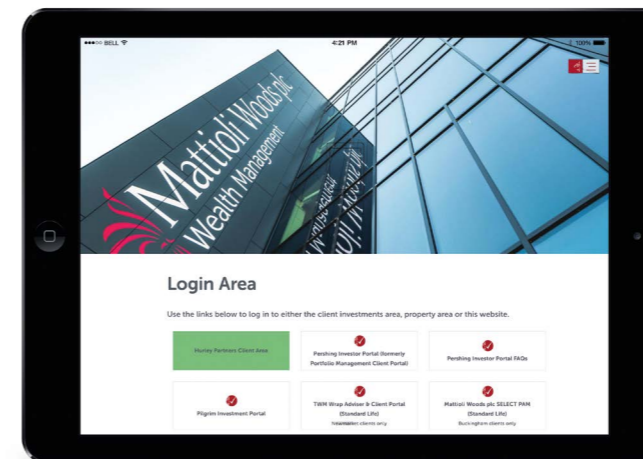 BELL
4:21 PM
100%
Mattioli Woods plc
Wealth Management
Login Area
Use the links below to log in to either the client investments area, property area or this website.
Hurley Partners Client Area
Pershing Investor Portal (formerly
Portfolio Management Client Portal)
Pershing Investor Portal FAQs
Pilgrim Investment Portal
TWM Wrap Adviser & Client Portal
(Standard Life)
clients only
Mattioli Woods plc SELECT PAM
(Standard Life)
Buckingham clients only